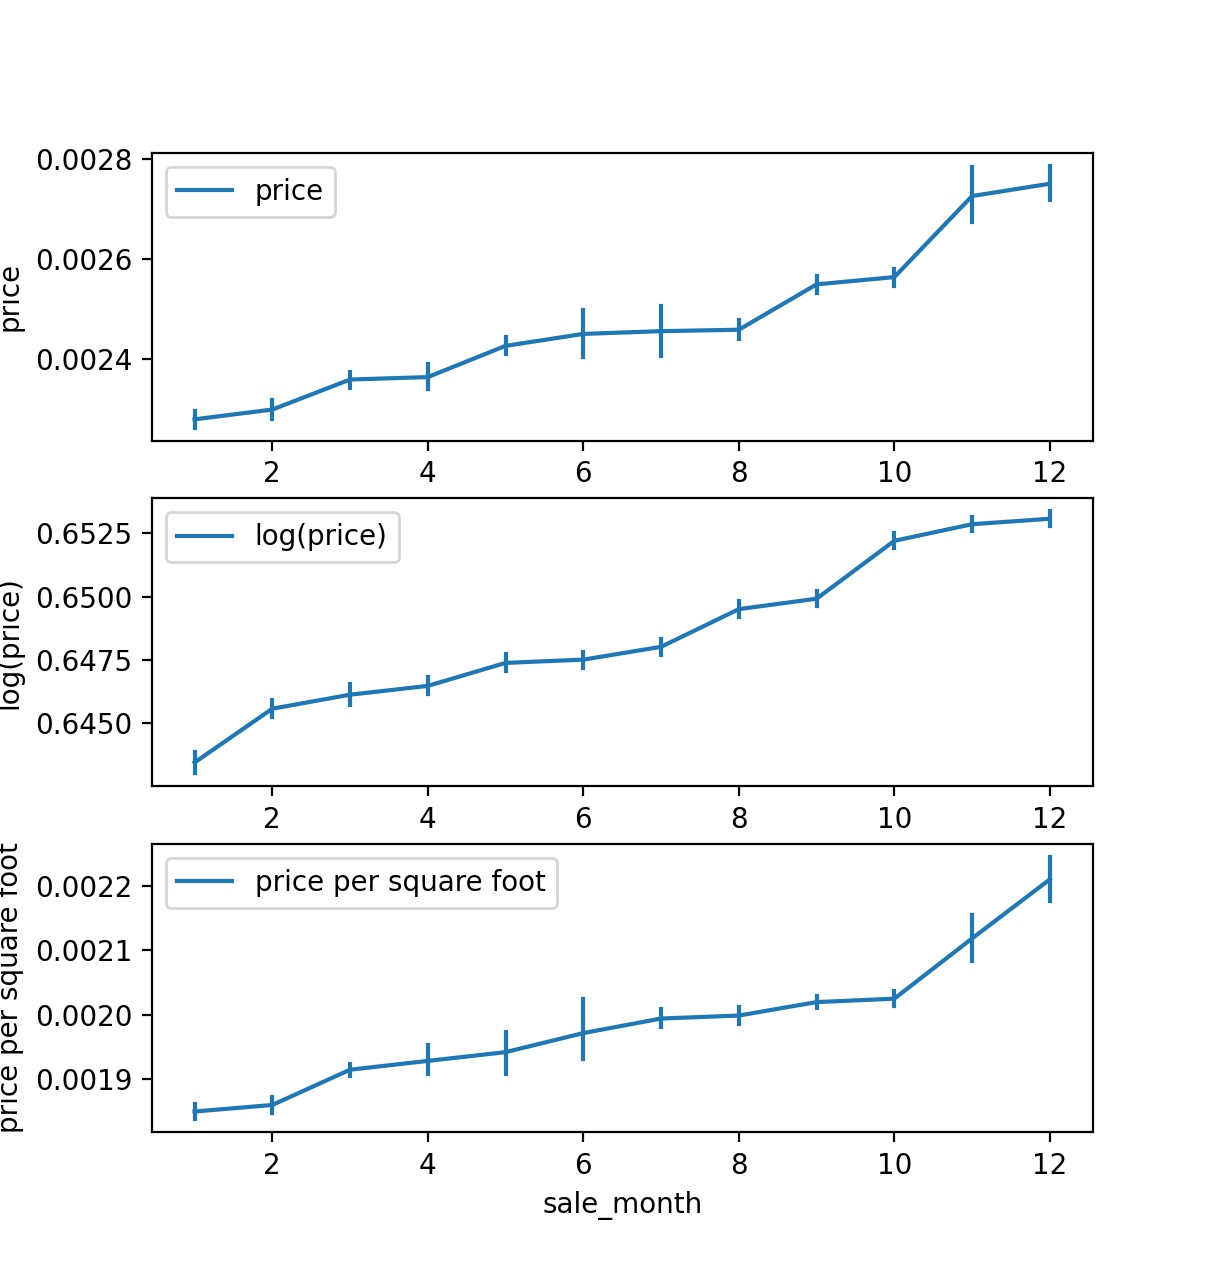 0.0028
0.0026
0.0024
price
price
2 4 6 8 10 12
0.6525
0.6500
0.6475
0.6450
log(price)
log(price)
2 4 6 8 10 12
0.0022
0.0021
0.0020
0.0019
price per square foot
price per square foot
2 4 6 8 10 12
sale_month